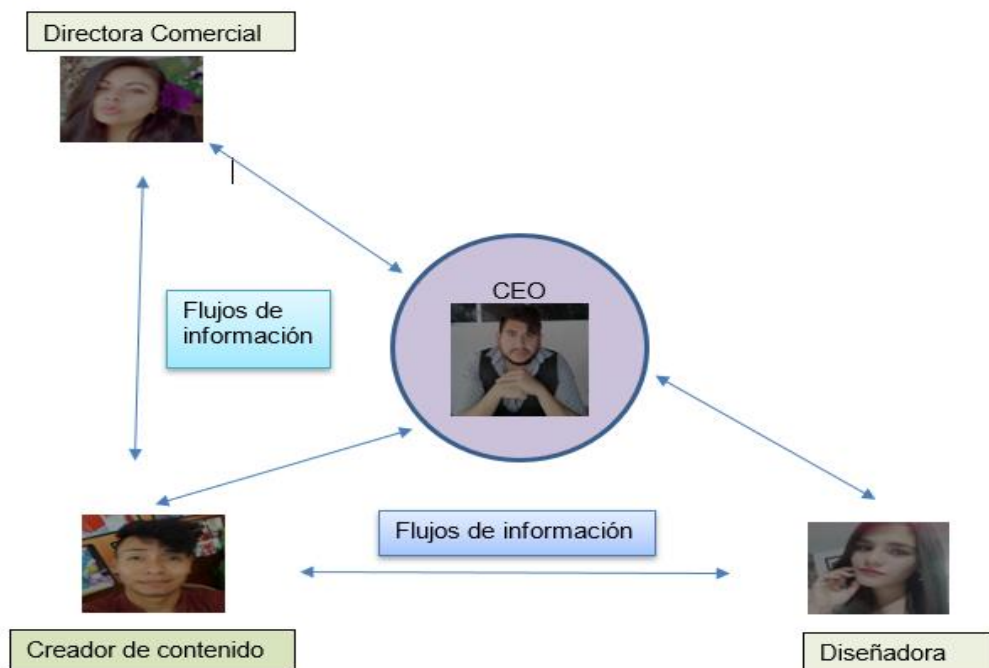 Directora Comercial
CEO
Flujos de
información
Flujos de información
Creador de contenido
Diseñadora